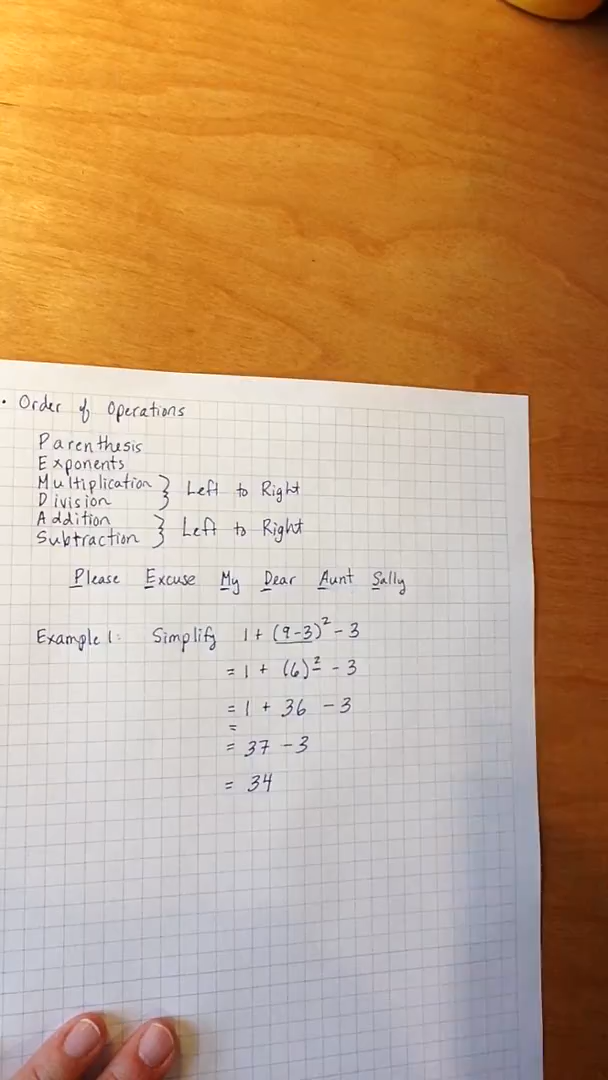 • Order of Operations
Parenthesis
Exponents
Multiplication } Left to Right
Division
Addition } Left to Right
Subtraction
Please Excuse My Dear Aunt Sally
Example 1: Simplify 1 + (9-3)² - 3
= 1 + (6)² - 3
= 1 + 36 - 3
=
= 37 - 3
= 34